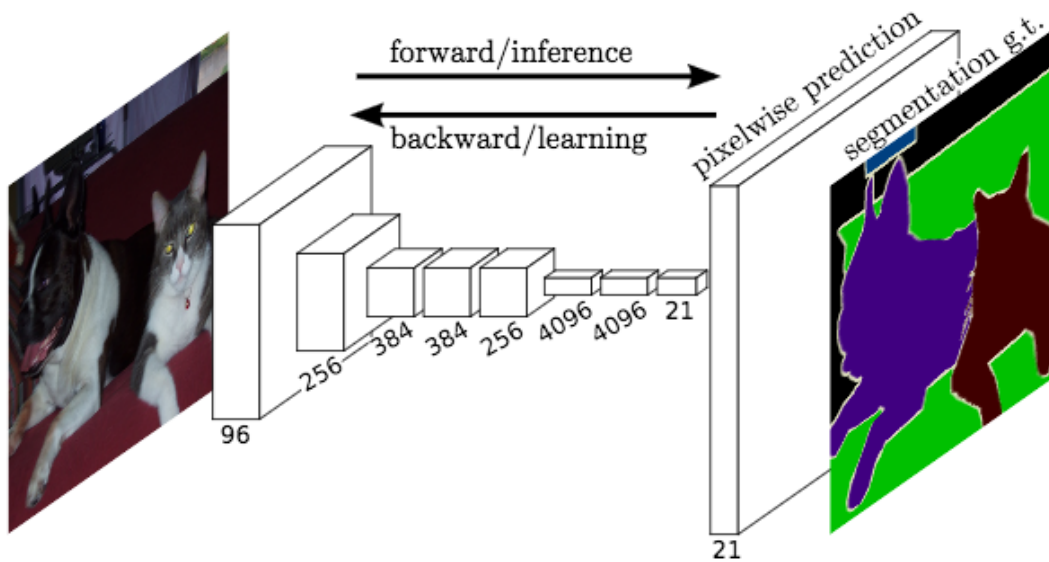 forward/inference
backward/learning
pixelwise prediction
segmentation g.t.
96
256
384
384
256
4096
4096
21
21